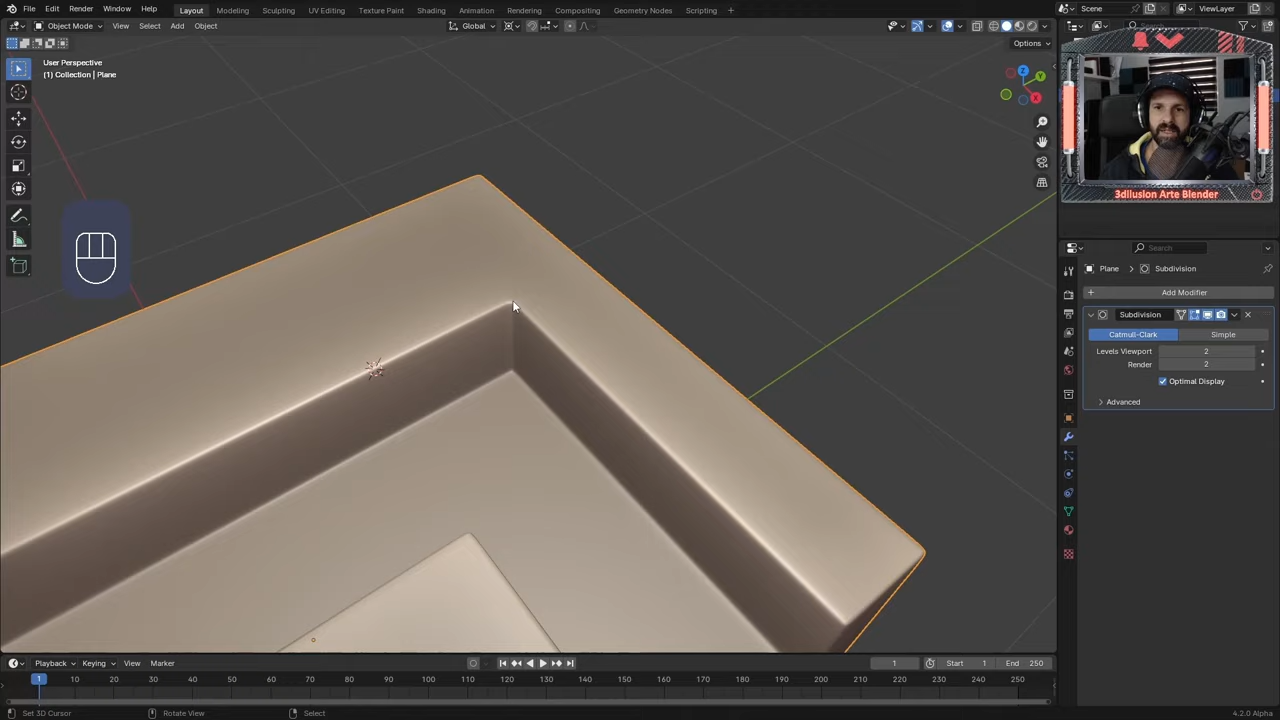 File Edit Render Window Help
Layout Modeling Sculpting UV Editing Texture Paint Shading Animation Rendering Compositing Geometry Nodes Scripting +
Scene
ViewLayer
Object Mode View Select Add Object
Global
Search
Options
User Perspective
(1) Collection | Plane
Z
Y
X
3dIlusion Arte Blender
Search
Plane > Subdivision
+ Add Modifier
Subdivision
Catmull-Clark Simple
Levels Viewport 2
Render 2
Optimal Display
Advanced
Playback Keying View Marker
1
Start 1
End 250
1 10 20 30 40 50 60 70 80 90 100 110 120 130 140 150 160 170 180 190 200 210 220 230 240 250
Set 3D Cursor
Rotate View
Select
4.2.0 Alpha